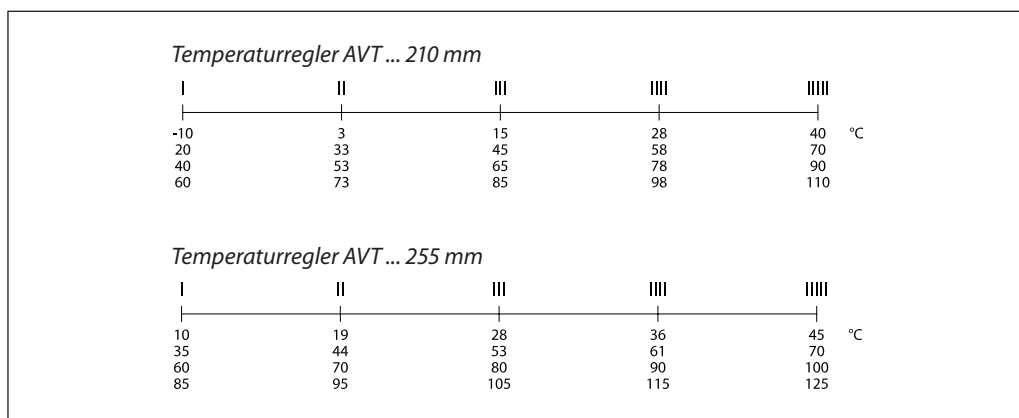 Temperaturregler AVT ... 210 mm
I II III IIII IIIII
-10 3 15 28 40 °C
20 33 45 58 70
40 53 65 78 90
60 73 85 98 110
Temperaturregler AVT ... 255 mm
I II III IIII IIIII
10 19 28 36 45 °C
35 44 53 61 70
60 70 80 90 100
85 95 105 115 125